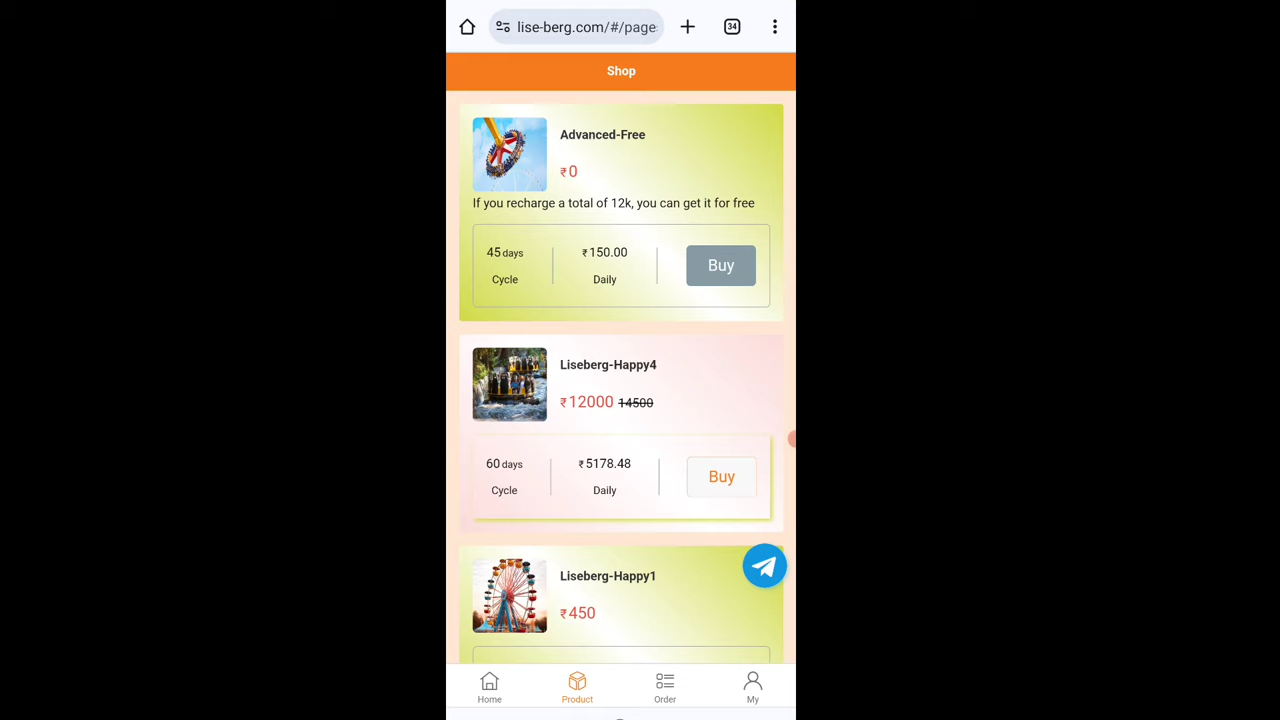 lise-berg.com/#/page
34
Shop
Advanced-Free
₹0
If you recharge a total of 12k, you can get it for free
45 days
₹150.00
Buy
Cycle
Daily
Liseberg-Happy4
₹12000 14500
60 days
₹5178.48
Buy
Cycle
Daily
Liseberg-Happy1
₹450
Home
Product
Order
My